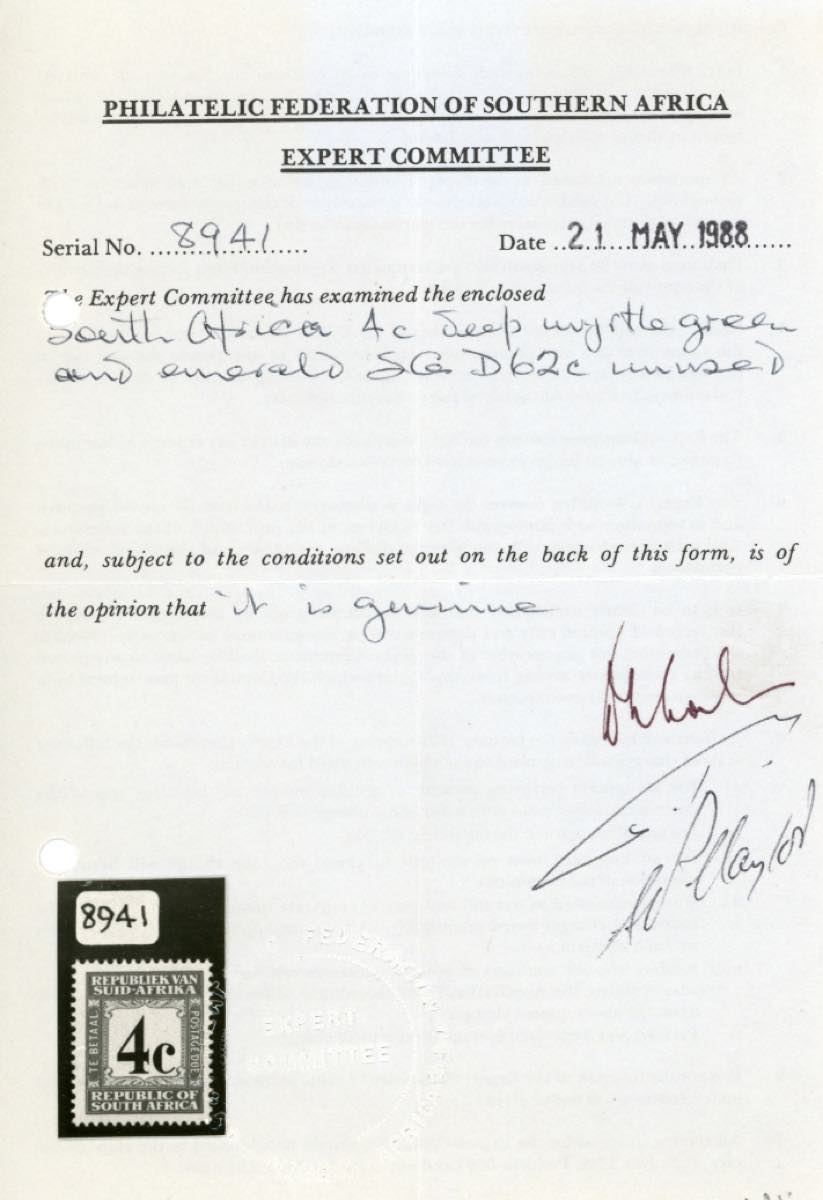 PHILATELIC FEDERATION OF SOUTHERN AFRICA
EXPERT COMMITTEE
Serial No. ...8941......
Date ..21...MAY..1988......
e Expert Committee has examined the enclosed
South Africa 4c deep myrtle green
and emerald SG D62c unused
and, subject to the conditions set out on the back of this form, is of
the opinion that it is genuine
8941
REPUBLIEK VAN
SUID-AFRIKA
TE BETAAL
POSTAGE DUE
4c
REPUBLIC OF
SOUTH AFRICA
EXPERT
COMMITTEE